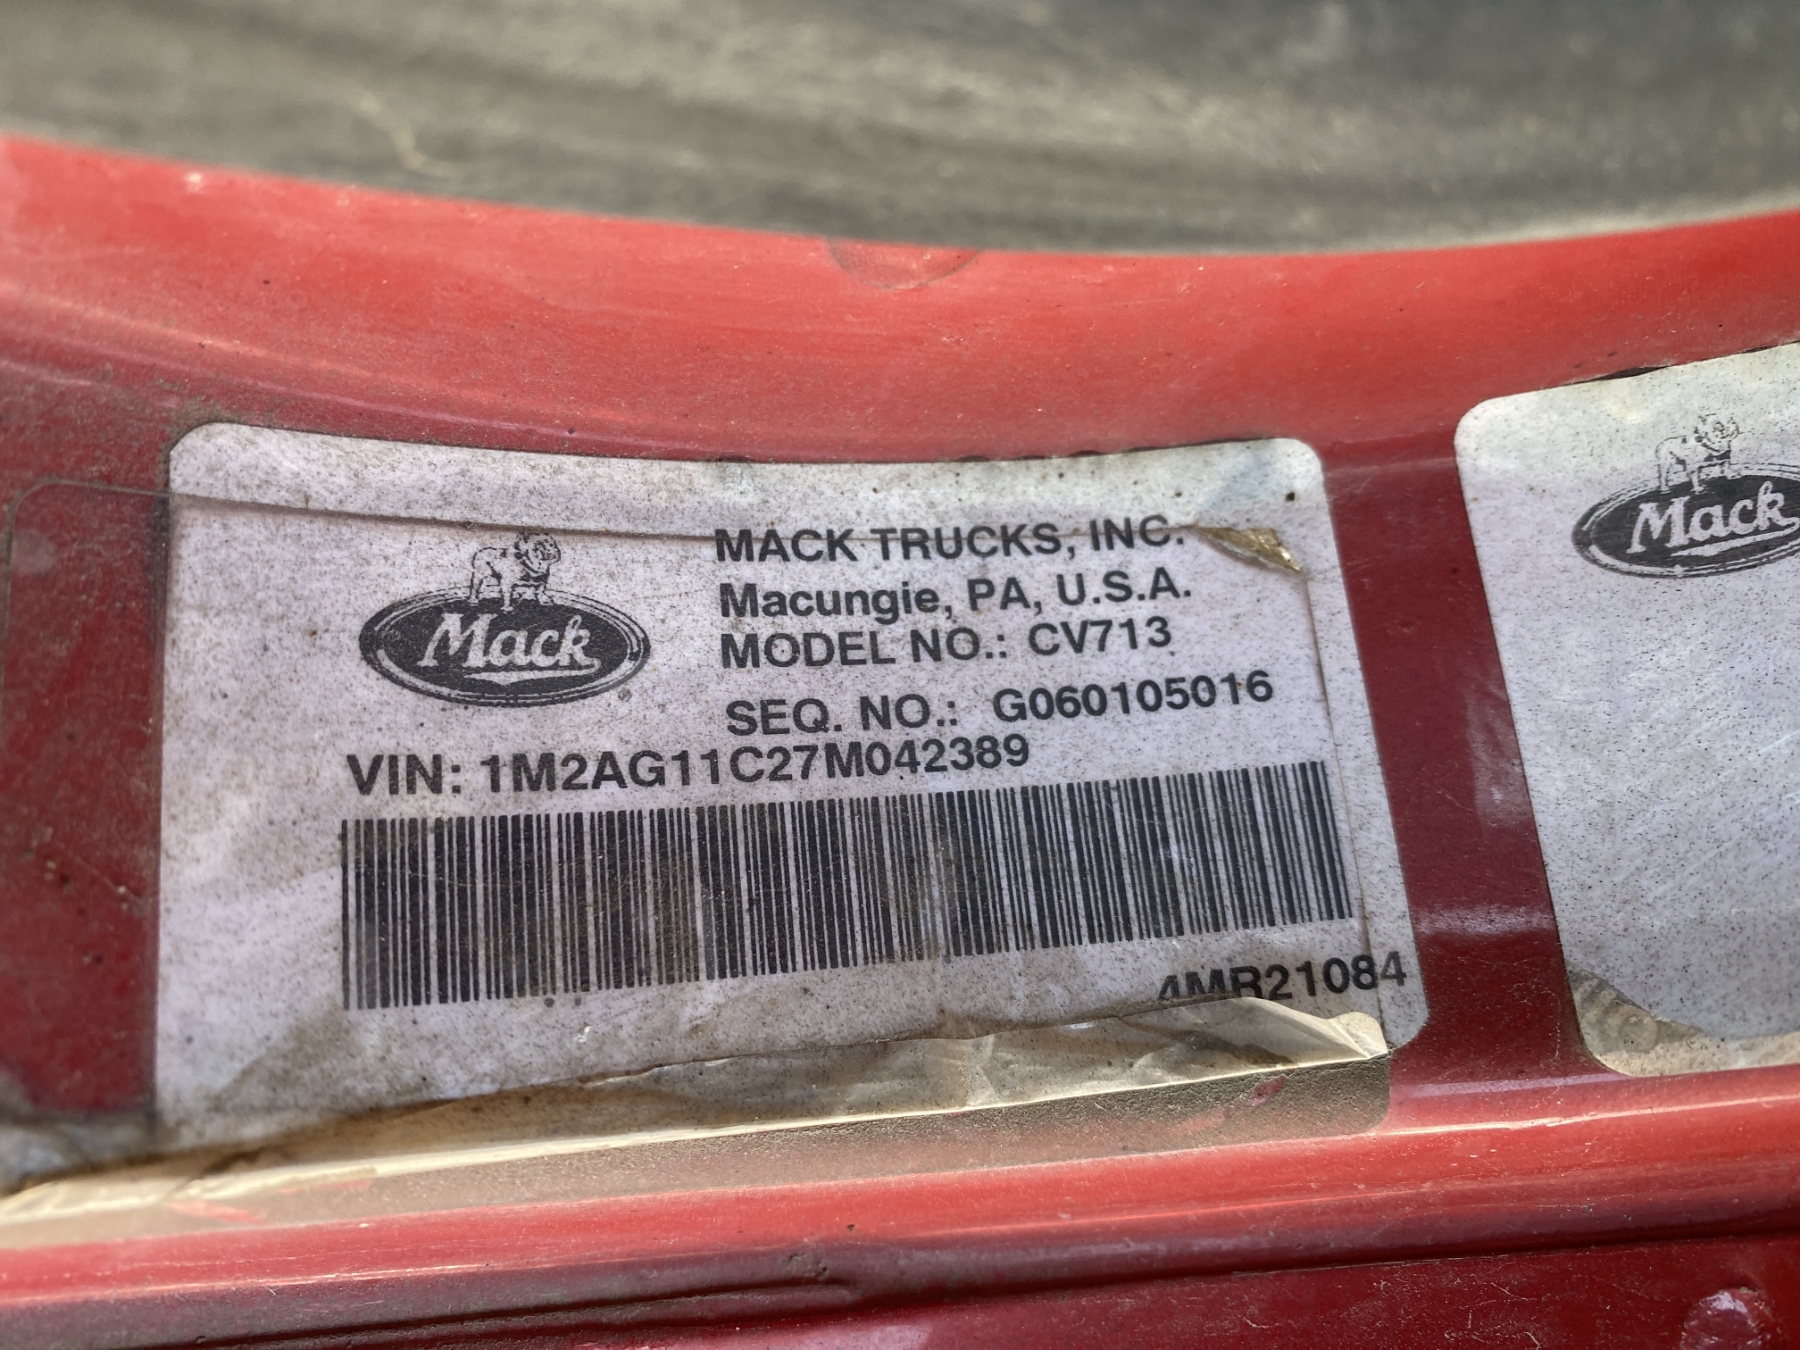 MACK TRUCKS, INC.
Macungie, PA, U.S.A.
Mack
MODEL NO.: CV713
SEQ. NO.: G060105016
VIN: 1M2AG11C27M042389
4MR21084
Mack